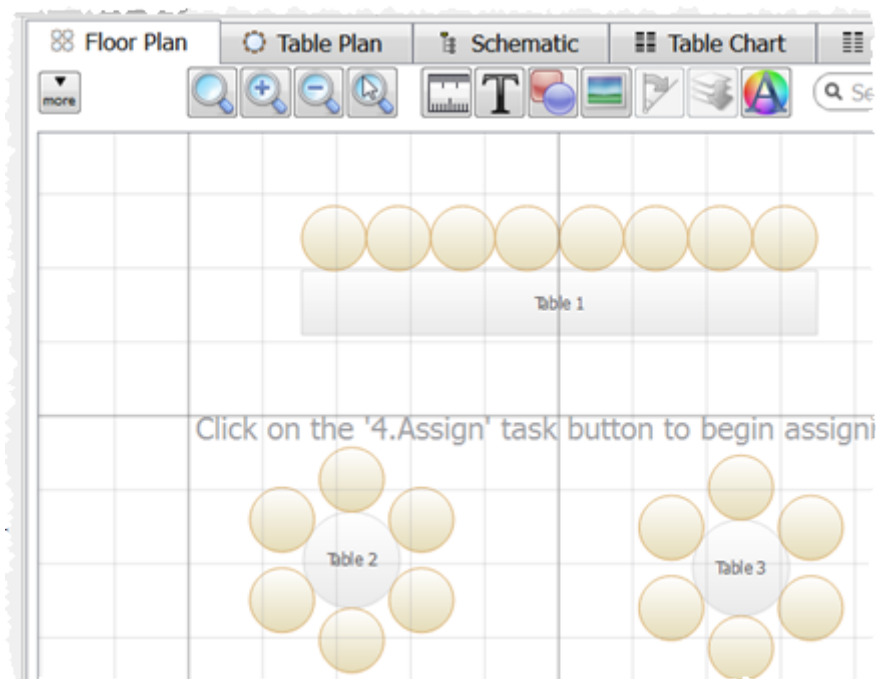 Floor Plan Table Plan Schematic Table Chart
more T A Se
Table 1
Click on the '4.Assign' task button to begin assigni
Table 2 Table 3